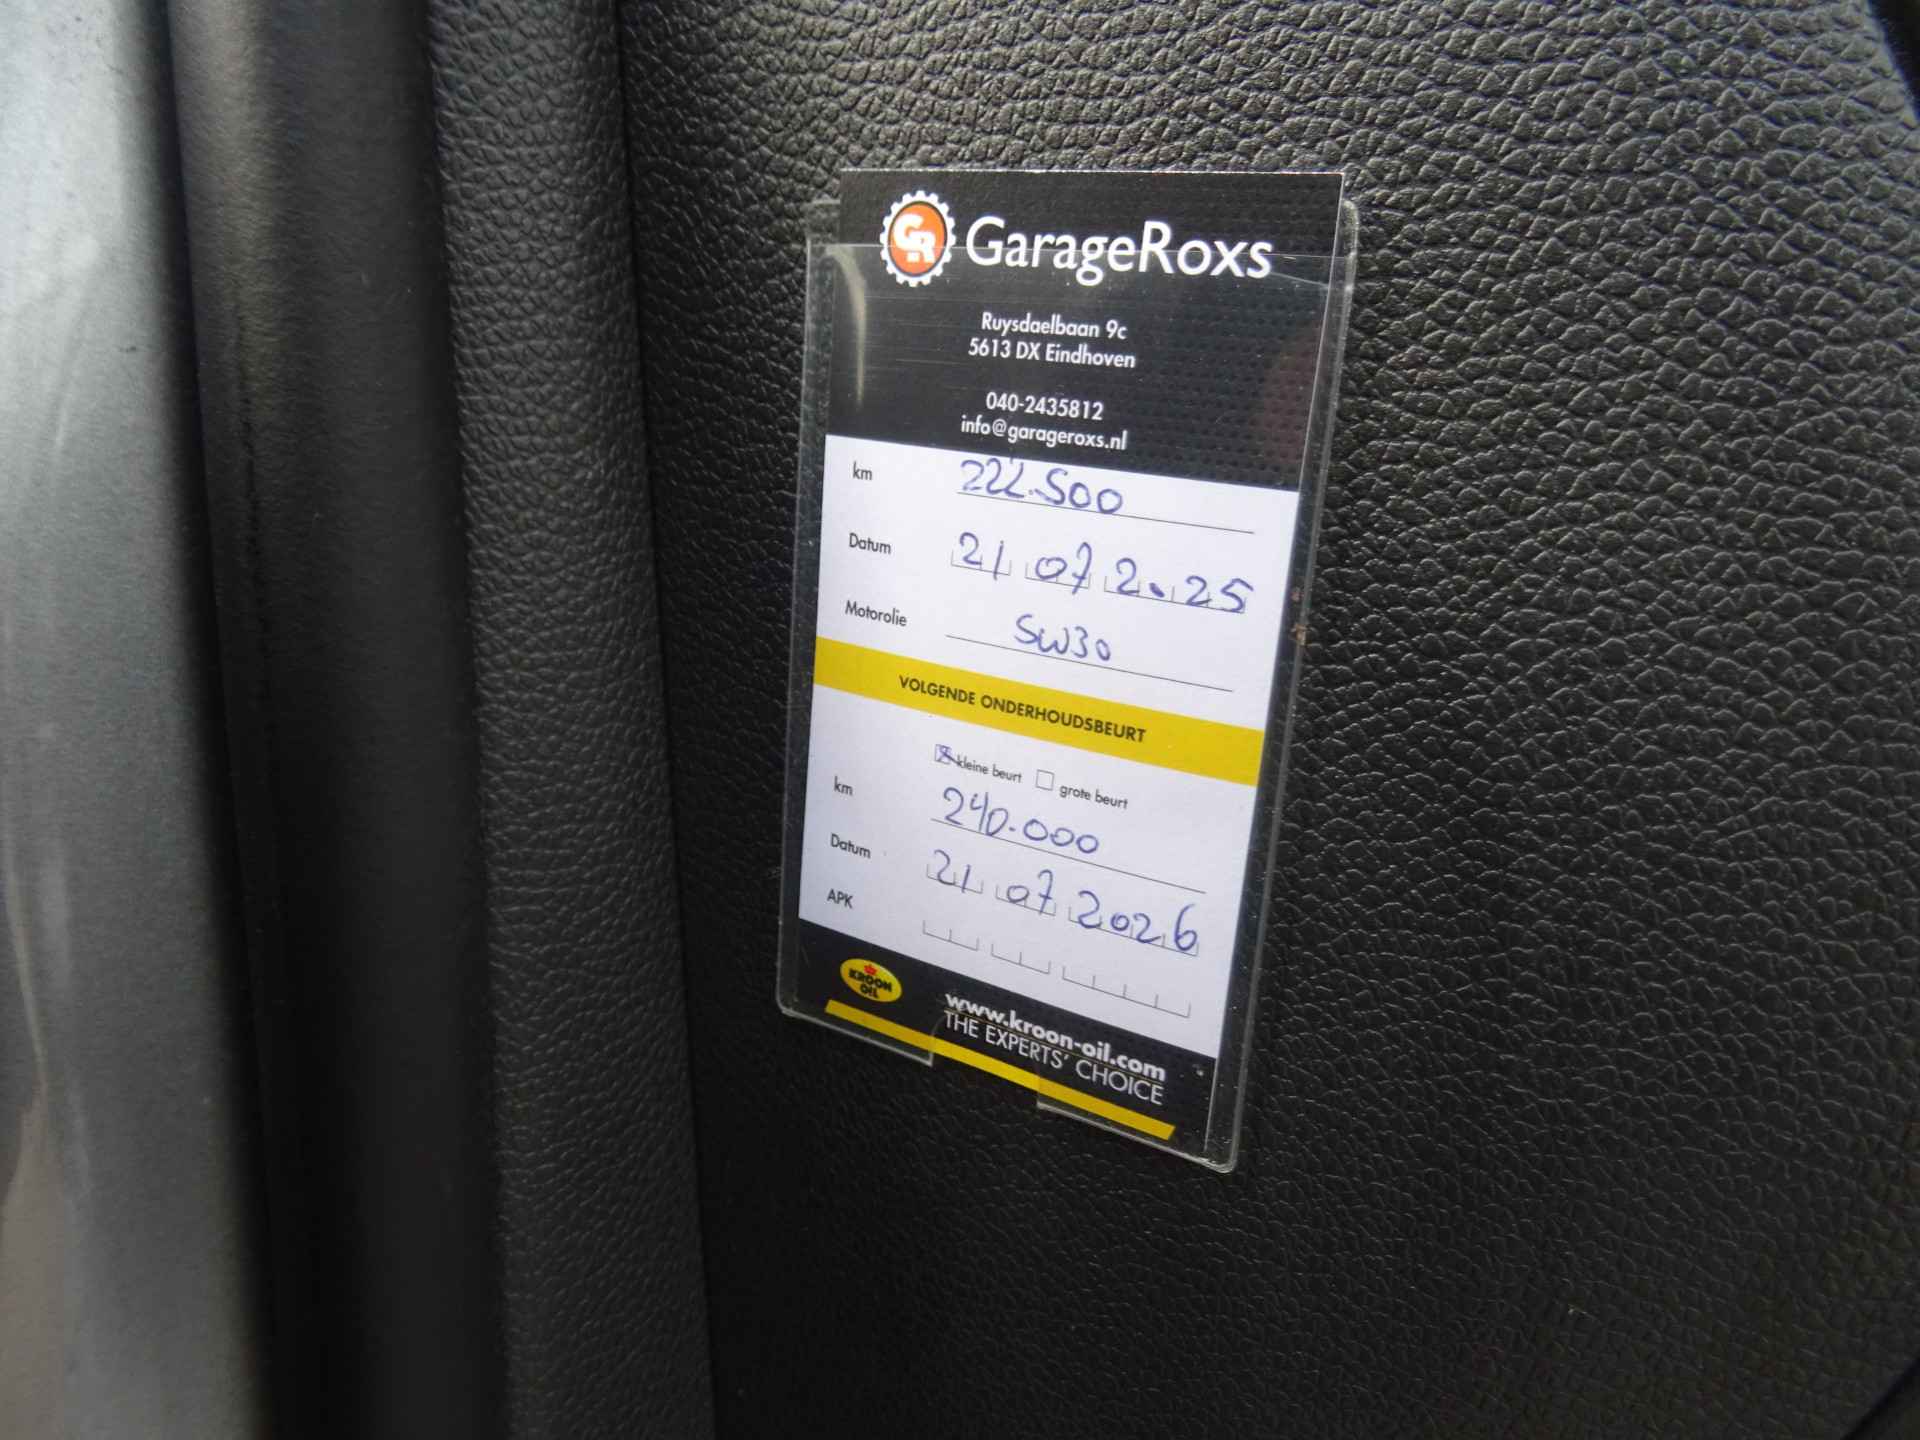 GR GarageRoxs
Ruysdaelbaan 9c
5613 DX Eindhoven
040-2435812
info@garageroxs.nl
km 222.500
Datum 21 07 2025
Motorolie 5W30
VOLGENDE ONDERHOUDSBEURT
kleine beurt grote beurt
km 240.000
Datum 21 07 2026
APK
KROON
OIL
www.kroon-oil.com
THE EXPERTS' CHOICE